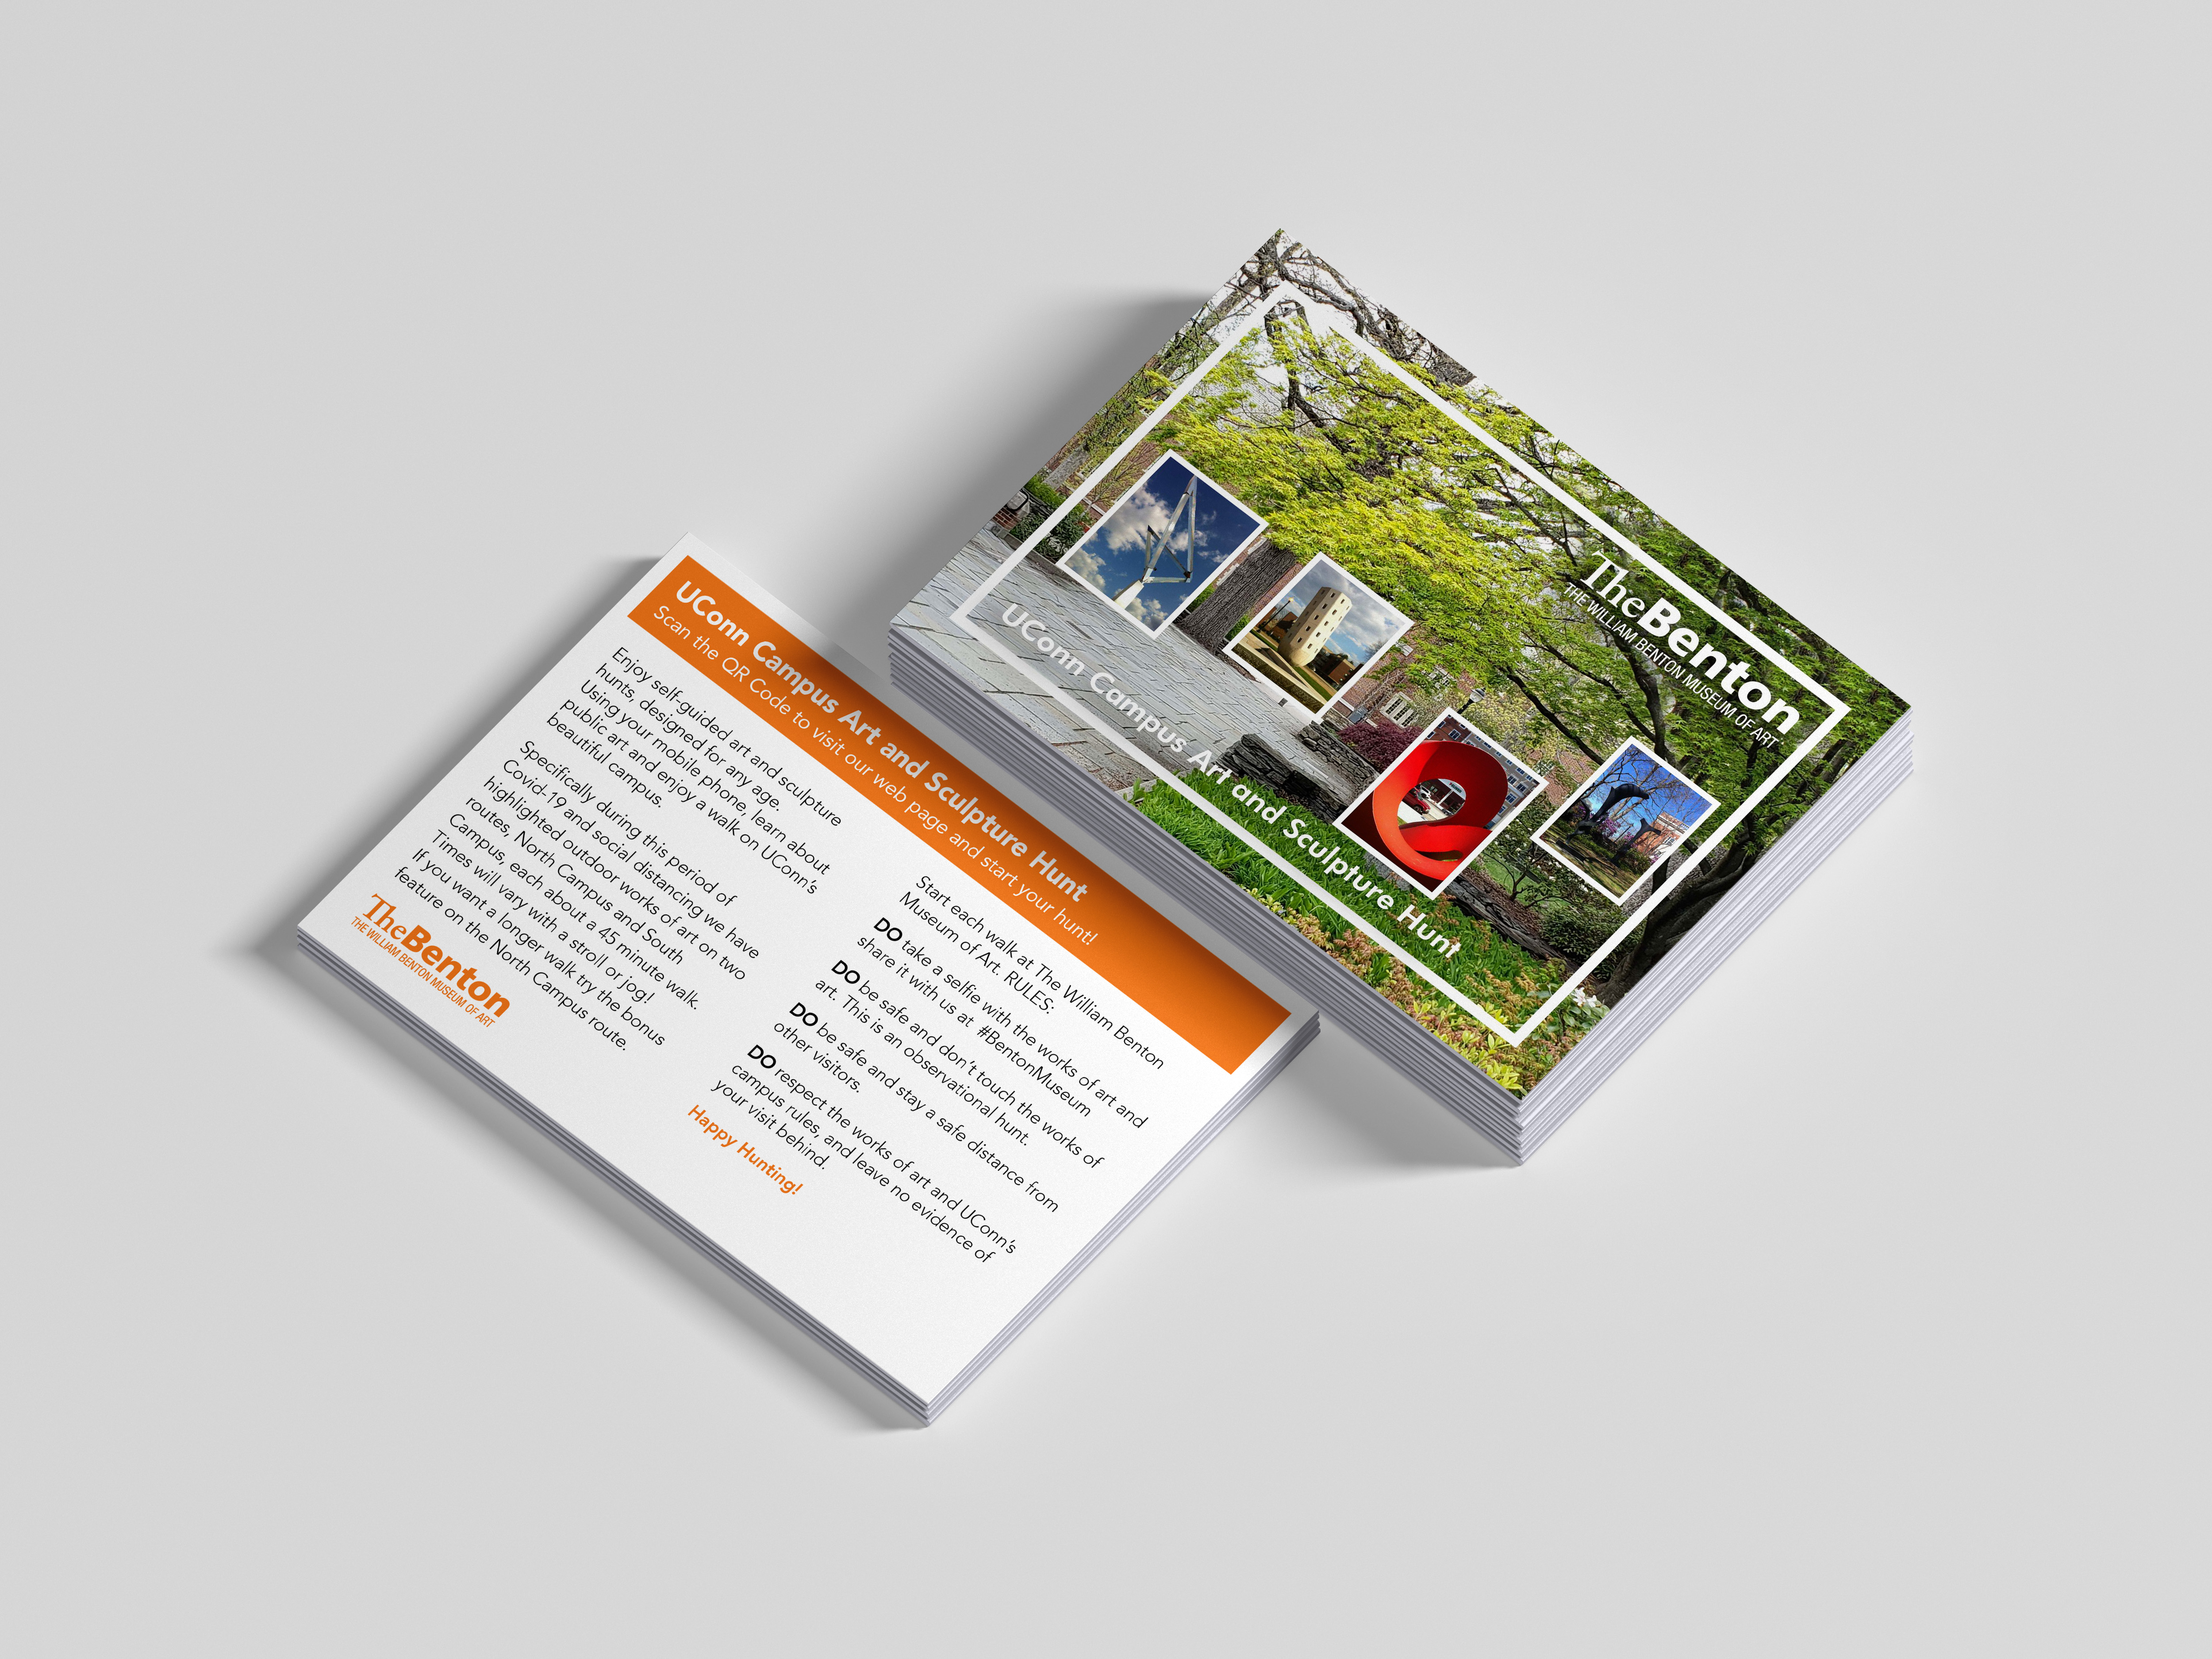 UConn Campus Art and Sculpture Hunt
Scan the QR Code to visit our web page and start your hunt!
Enjoy self-guided art and sculpture
hunts, designed for any age.
Using your mobile phone, learn about
public art and enjoy a walk on UConn's
beautiful campus.
Specifically during this period of
Covid-19 and social distancing we have
highlighted outdoor works of art on two
routes, North Campus and South
Campus, each about a 45 minute walk.
Times will vary with a stroll or jog!
If you want a longer walk try the bonus
feature on the North Campus route.
TheBenton
THE WILLIAM BENTON MUSEUM OF ART
Start each walk at The William Benton
Museum of Art. RULES:
DO take a selfie with the works of art and
share it with us at #BentonMuseum
DO be safe and don't touch the works of
art. This is an observational hunt.
DO be safe and stay a safe distance from
other visitors.
DO respect the works of art and UConn's
campus rules, and leave no evidence of
your visit behind.
Happy Hunting!
TheBenton
THE WILLIAM BENTON MUSEUM OF ART
UConn Campus Art and Sculpture Hunt